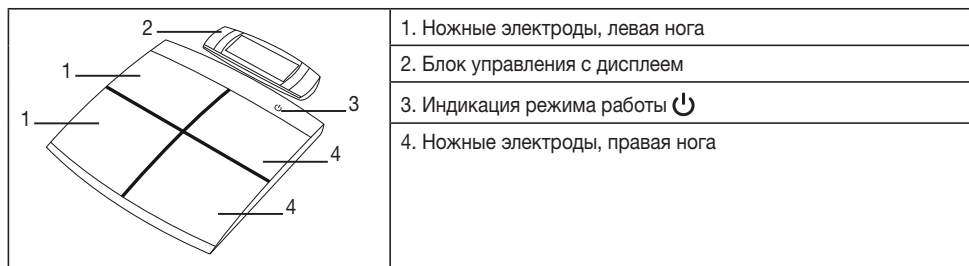 2
1
1
3
4
4
1. Ножные электроды, левая нога
2. Блок управления с дисплеем
3. Индикация режима работы
4. Ножные электроды, правая нога